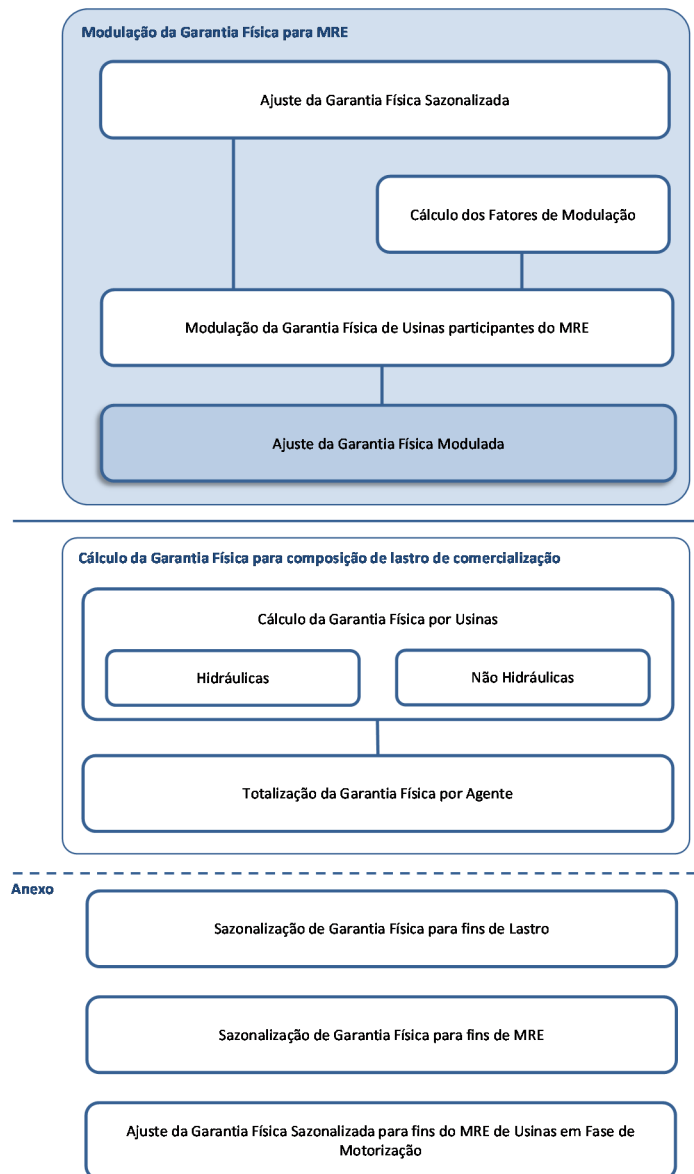 Modulação da Garantia Física para MRE
Ajuste da Garantia Física Sazonalizada
Cálculo dos Fatores de Modulação
Modulação da Garantia Física de Usinas participantes do MRE
Ajuste da Garantia Física Modulada
Cálculo da Garantia Física para composição de lastro de comercialização
Cálculo da Garantia Física por Usinas
Hidráulicas
Não Hidráulicas
Totalização da Garantia Física por Agente
Anexo
Sazonalização de Garantia Física para fins de Lastro
Sazonalização de Garantia Física para fins de MRE
Ajuste da Garantia Física Sazonalizada para fins do MRE de Usinas em Fase de
Motorização